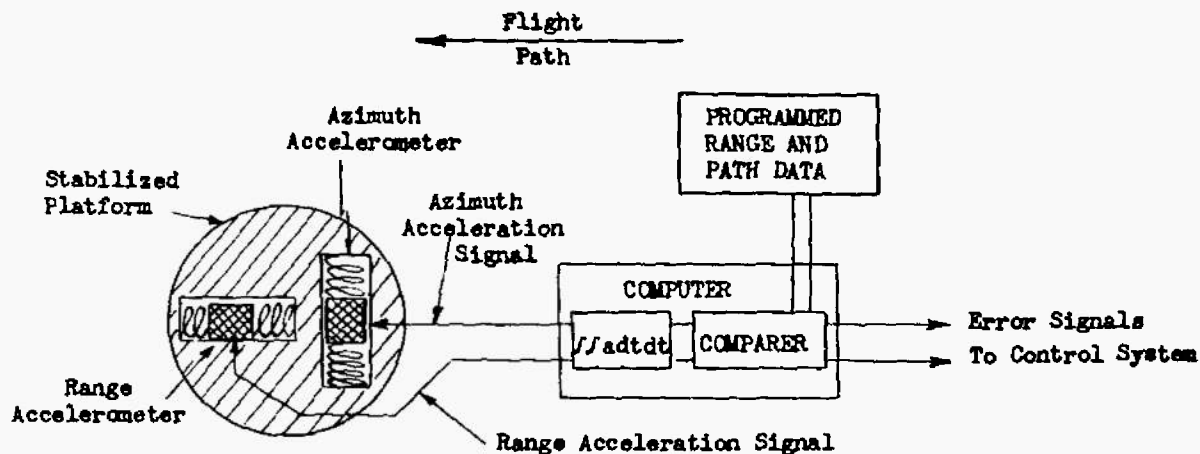 Flight
Path
Azimuth
Accelerometer
PROGRAMMED
RANGE AND
PATH DATA
Stabilized
Platform
Azimuth
Acceleration
Signal
COMPUTER
∫∫adtdt
COMPARER
Error Signals
To Control System
Range
Accelerometer
Range Acceleration Signal